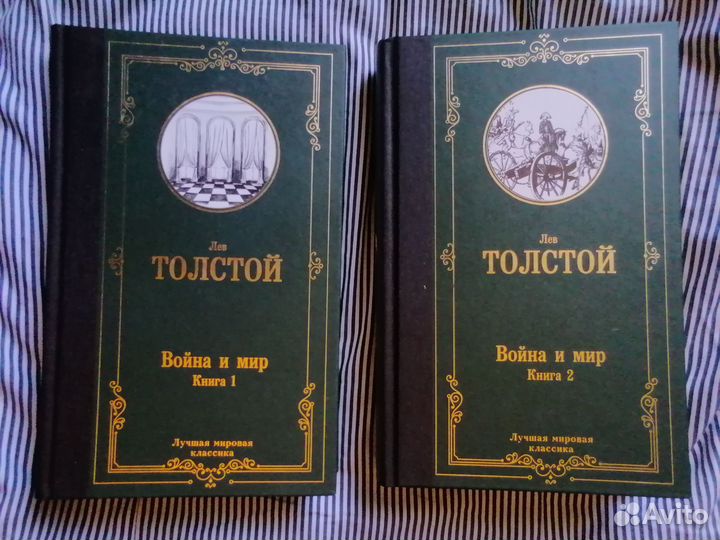 Лев
ТОЛСТОЙ
Война и мир
Книга 1
Лучшая мировая
классика
Лев
ТОЛСТОЙ
Война и мир
Книга 2
Лучшая мировая
классика
Avito